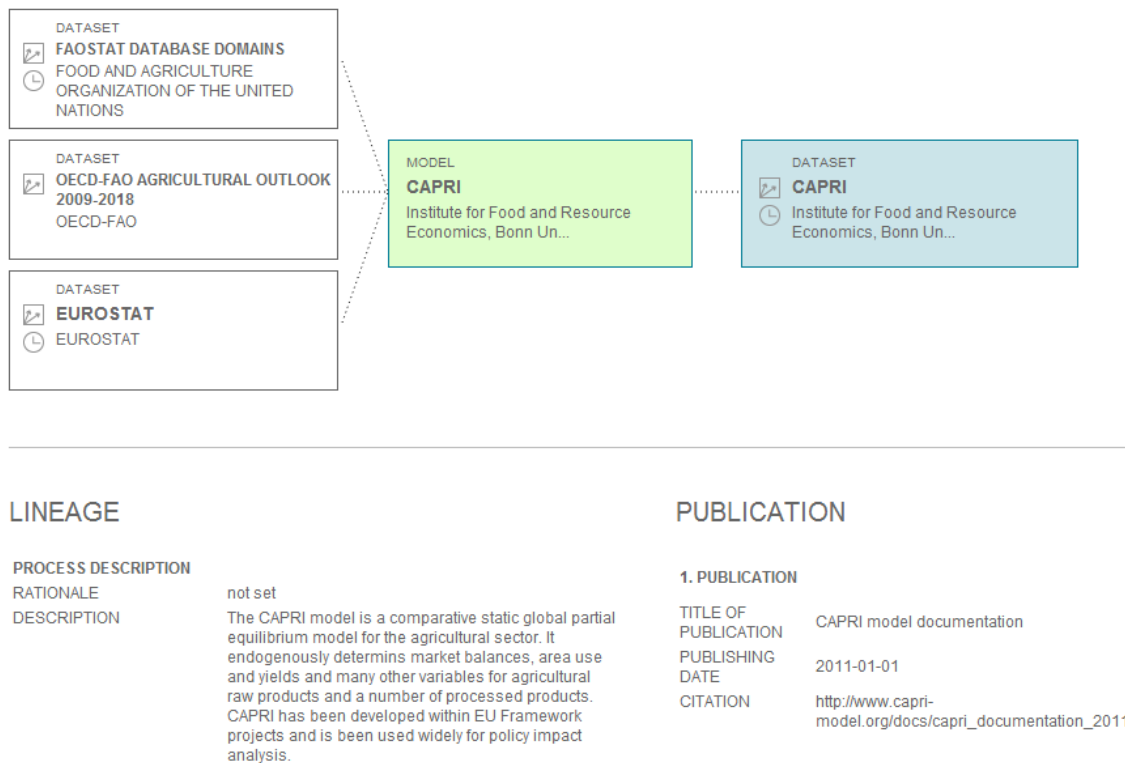 DATASET
FAOSTAT DATABASE DOMAINS
FOOD AND AGRICULTURE
ORGANIZATION OF THE UNITED
NATIONS
DATASET
OECD-FAO AGRICULTURAL OUTLOOK
2009-2018
OECD-FAO
DATASET
EUROSTAT
EUROSTAT
MODEL
CAPRI
Institute for Food and Resource
Economics, Bonn Un...
DATASET
CAPRI
Institute for Food and Resource
Economics, Bonn Un...
LINEAGE
PROCESS DESCRIPTION
RATIONALE not set
DESCRIPTION The CAPRI model is a comparative static global partial
equilibrium model for the agricultural sector. It
endogenously determins market balances, area use
and yields and many other variables for agricultural
raw products and a number of processed products.
CAPRI has been developed within EU Framework
projects and is been used widely for policy impact
analysis.
PUBLICATION
1. PUBLICATION
TITLE OF
PUBLICATION CAPRI model documentation
PUBLISHING
DATE 2011-01-01
CITATION http://www.capri-
model.org/docs/capri_documentation_2011